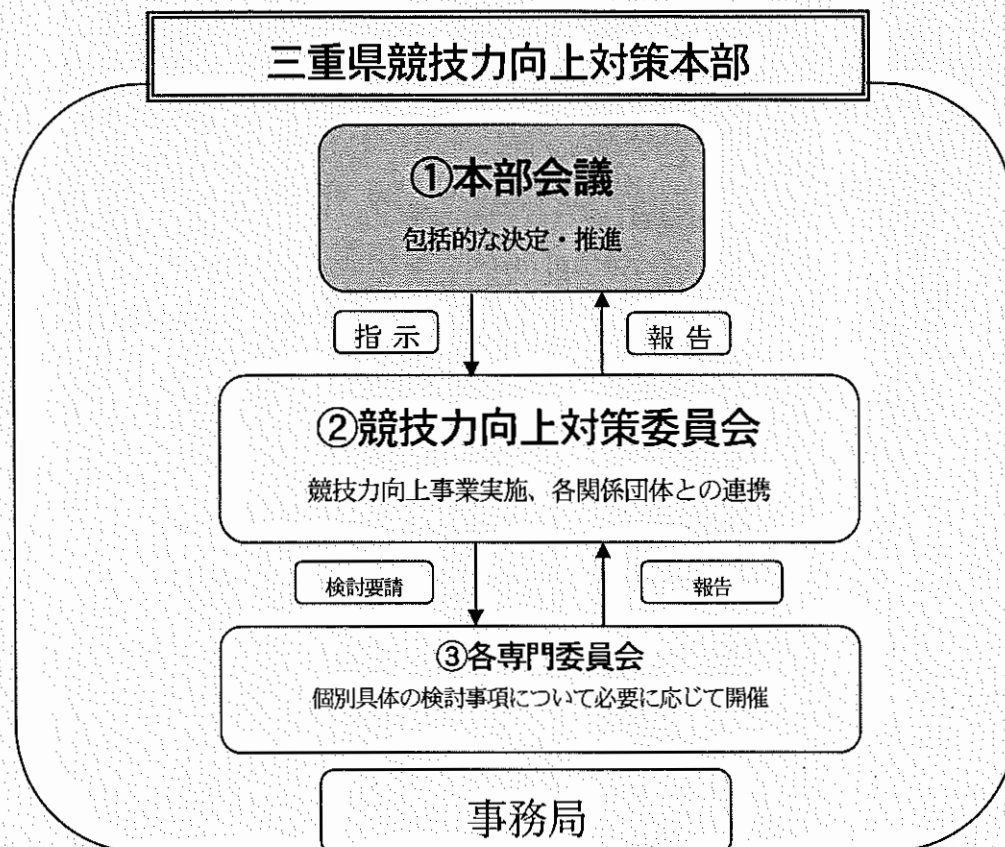 三重県競技力向上対策本部
①本部会議
包括的な決定・推進
指示
報告
②競技力向上対策委員会
競技力向上事業実施、各関係団体との連携
検討要請
報告
③各専門委員会
個別具体の検討事項について必要に応じて開催
事務局